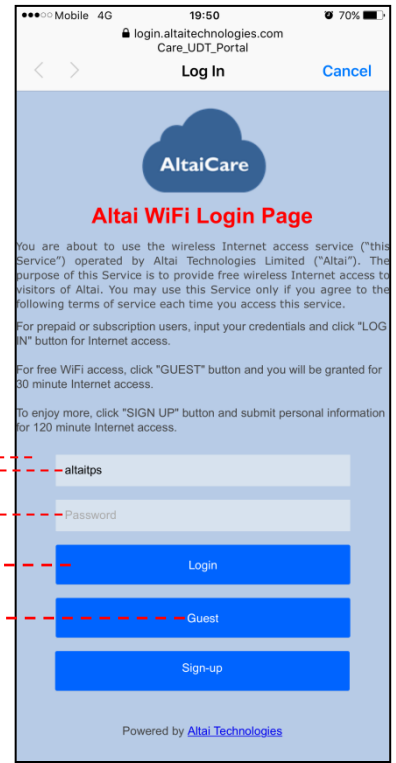 Mobile 4G 19:50 70%
login.altaitechnologies.com
Care_UDT_Portal
Log In Cancel
AltaiCare
Altai WiFi Login Page
You are about to use the wireless Internet access service ("this
Service") operated by Altai Technologies Limited ("Altai"). The
purpose of this Service is to provide free wireless Internet access to
visitors of Altai. You may use this Service only if you agree to the
following terms of service each time you access this service.
For prepaid or subscription users, input your credentials and click "LOG
IN" button for Internet access.
For free WiFi access, click "GUEST" button and you will be granted for
30 minute Internet access.
To enjoy more, click "SIGN UP" button and submit personal information
for 120 minute Internet access.
altaitps
Password
Login
Guest
Sign-up
Powered by Altai Technologies